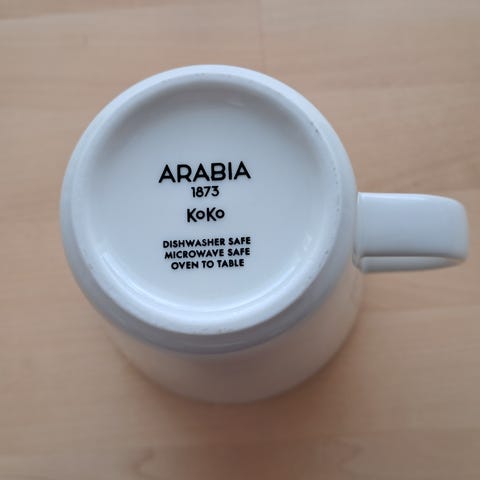 ARABIA
1873
KoKo
DISHWASHER SAFE
MICROWAVE SAFE
OVEN TO TABLE